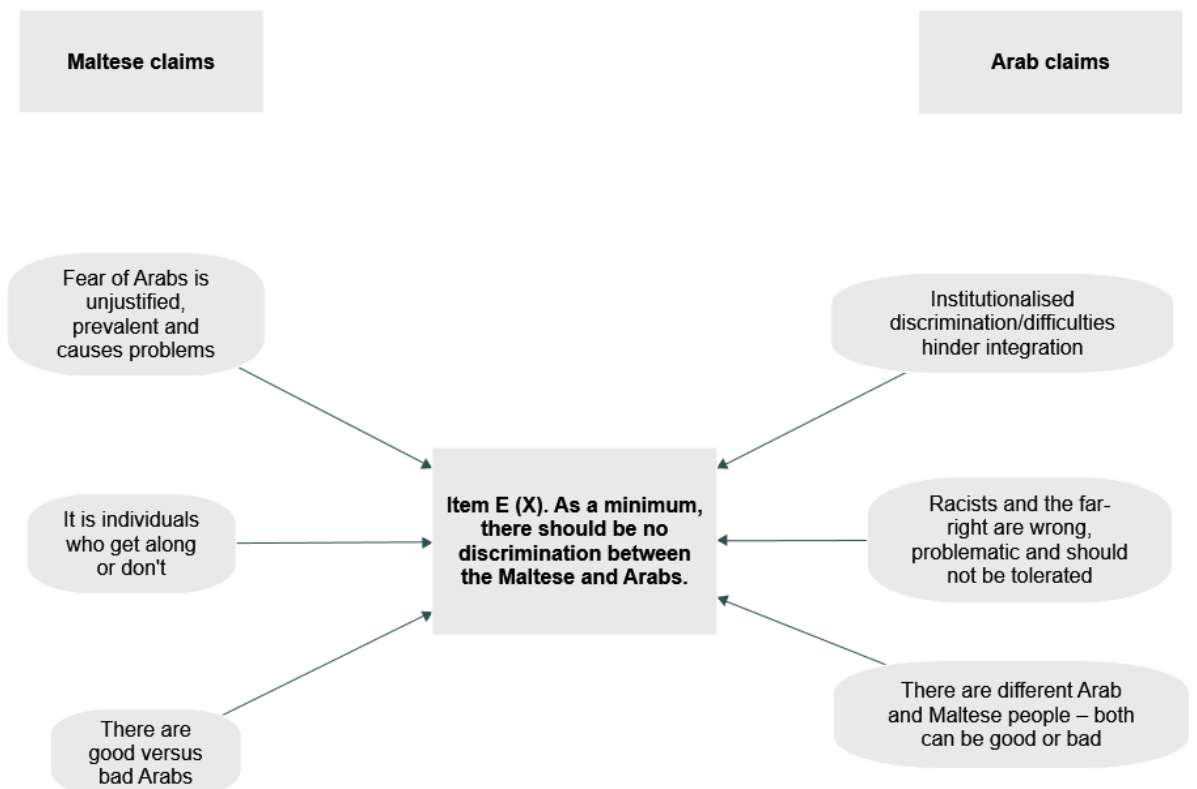 Maltese claims
Arab claims
Fear of Arabs is
unjustified,
prevalent and
causes problems
Institutionalised
discrimination/difficulties
hinder integration
It is individuals
who get along
or don't
Item E (X). As a minimum,
there should be no
discrimination between
the Maltese and Arabs.
Racists and the far-
right are wrong,
problematic and should
not be tolerated
There are
good versus
bad Arabs
There are different Arab
and Maltese people – both
can be good or bad